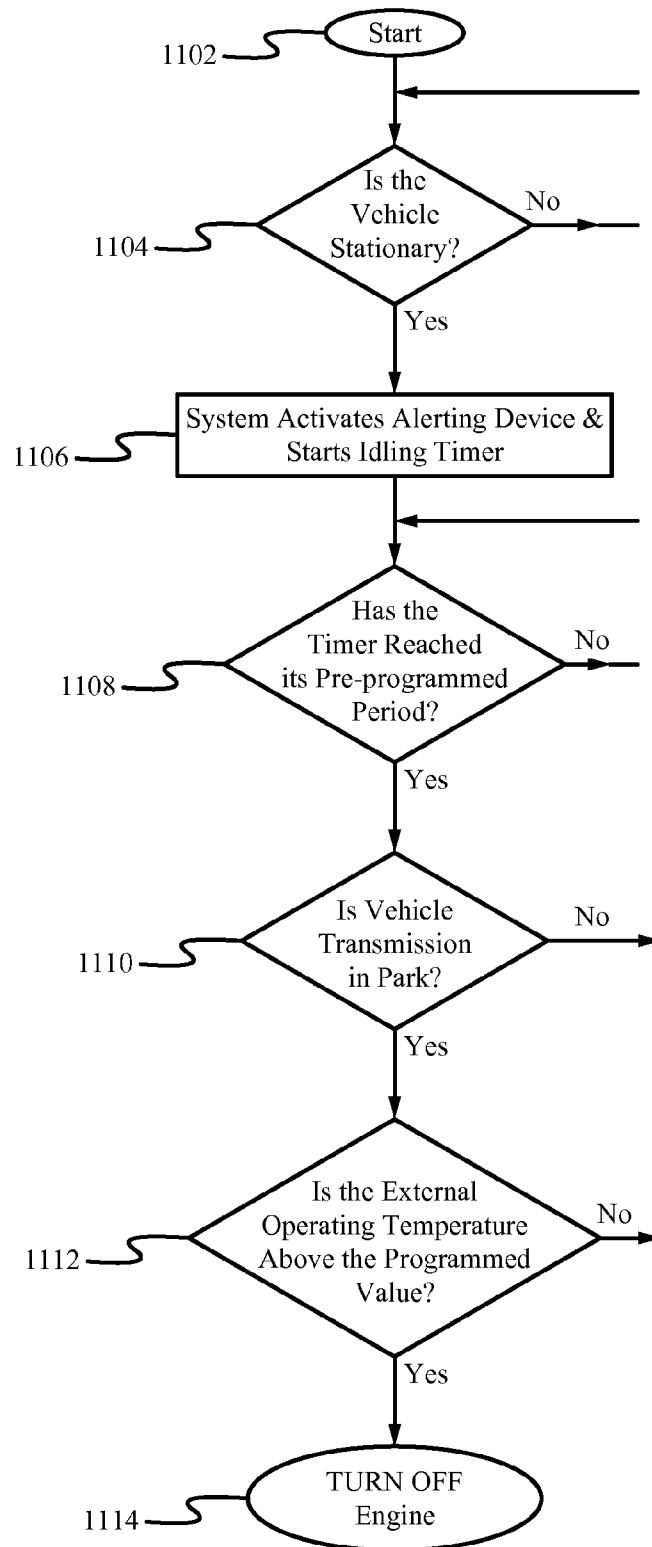 Start
1102
Is the
Vehicle
Stationary?
No
1104
Yes
System Activates Alerting Device &
Starts Idling Timer
1106
Has the
Timer Reached
its Pre-programmed
Period?
No
1108
Yes
Is Vehicle
Transmission
in Park?
No
1110
Yes
Is the External
Operating Temperature
Above the Programmed
Value?
No
1112
Yes
TURN OFF
Engine
1114